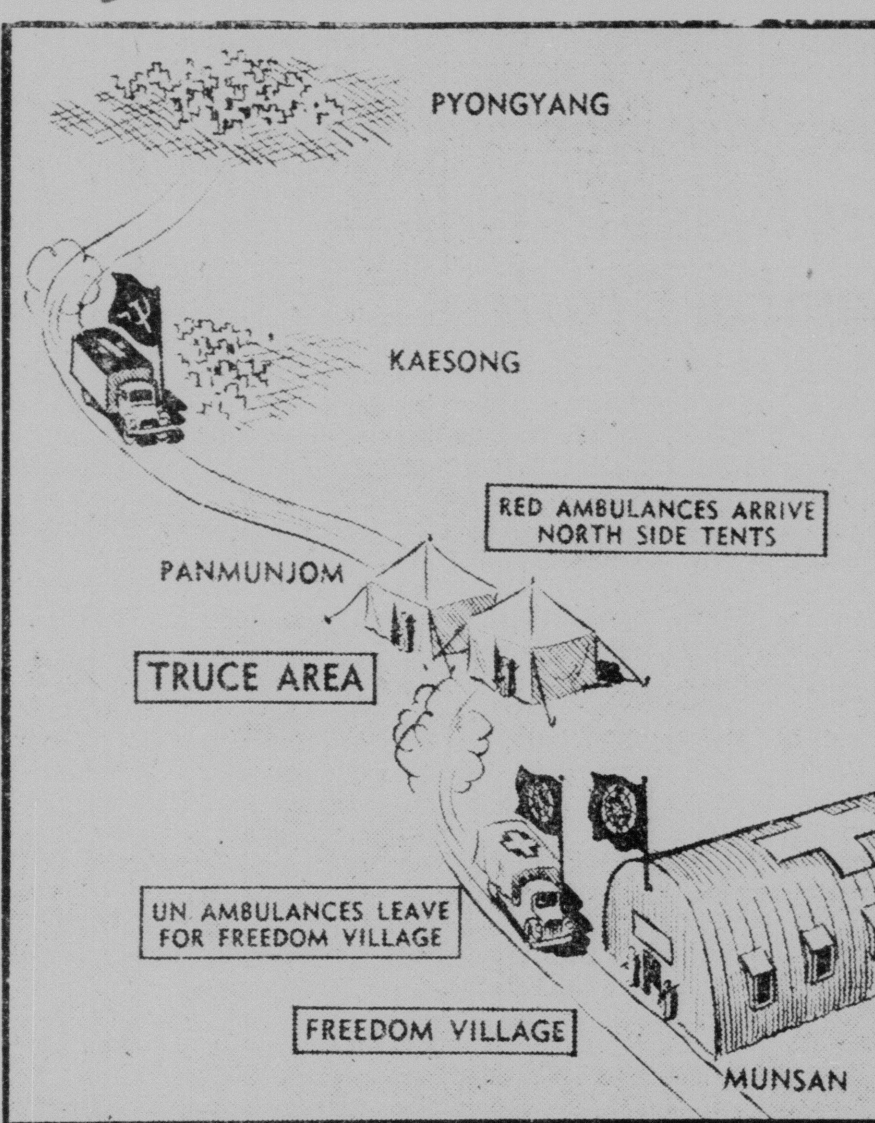 PYONGYANG
KAESONG
RED AMBULANCES ARRIVE
NORTH SIDE TENTS
PANMUNJOM
TRUCE AREA
UN AMBULANCES LEAVE
FOR FREEDOM VILLAGE
FREEDOM VILLAGE
MUNSAN